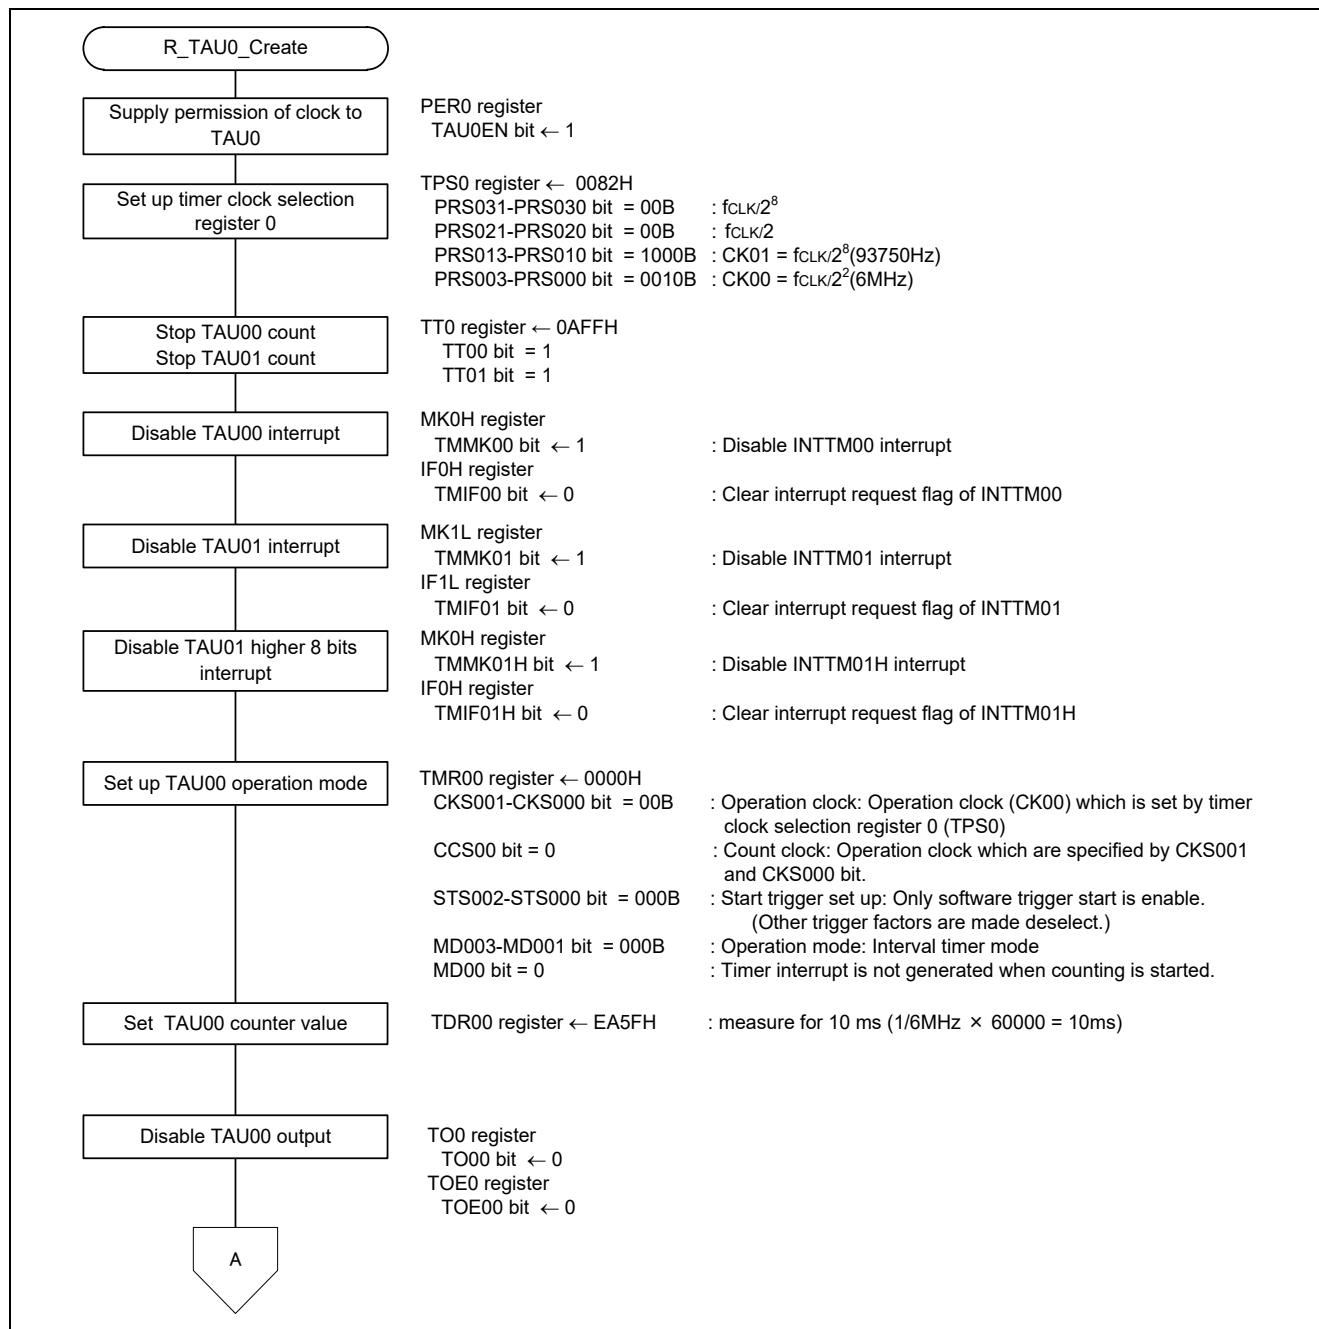 R_TAU0_Create
Supply permission of clock to
TAU0
PER0 register
TAU0EN bit ← 1
Set up timer clock selection
register 0
TPS0 register ← 0082H
PRS031-PRS030 bit = 00B : fCLK/2⁸
PRS021-PRS020 bit = 00B : fCLK/2
PRS013-PRS010 bit = 1000B : CK01 = fCLK/2⁸(93750Hz)
PRS003-PRS000 bit = 0010B : CK00 = fCLK/2²(6MHz)
Stop TAU00 count
Stop TAU01 count
TT0 register ← 0AFFH
TT00 bit = 1
TT01 bit = 1
Disable TAU00 interrupt
MK0H register
TMMK00 bit ← 1 : Disable INTTM00 interrupt
IF0H register
TMIF00 bit ← 0 : Clear interrupt request flag of INTTM00
Disable TAU01 interrupt
MK1L register
TMMK01 bit ← 1 : Disable INTTM01 interrupt
IF1L register
TMIF01 bit ← 0 : Clear interrupt request flag of INTTM01
Disable TAU01 higher 8 bits
interrupt
MK0H register
TMMK01H bit ← 1 : Disable INTTM01H interrupt
IF0H register
TMIF01H bit ← 0 : Clear interrupt request flag of INTTM01H
Set up TAU00 operation mode
TMR00 register ← 0000H
CKS001-CKS000 bit = 00B : Operation clock: Operation clock (CK00) which is set by timer
clock selection register 0 (TPS0)
CCS00 bit = 0 : Count clock: Operation clock which are specified by CKS001
and CKS000 bit.
STS002-STS000 bit = 000B : Start trigger set up: Only software trigger start is enable.
(Other trigger factors are made deselect.)
MD003-MD001 bit = 000B : Operation mode: Interval timer mode
MD00 bit = 0 : Timer interrupt is not generated when counting is started.
Set TAU00 counter value
TDR00 register ← EA5FH : measure for 10 ms (1/6MHz × 60000 = 10ms)
Disable TAU00 output
TO0 register
TO00 bit ← 0
TOE0 register
TOE00 bit ← 0
A